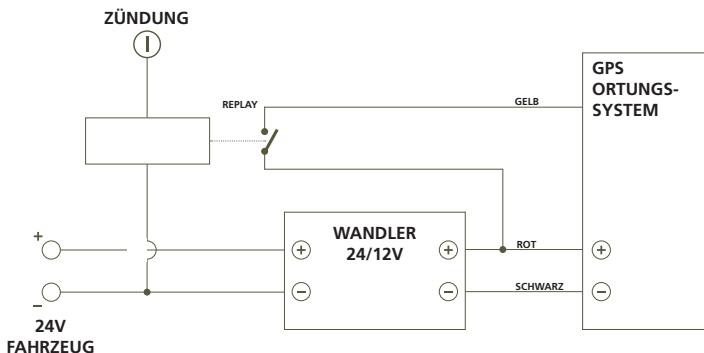 ZÜNDUNG
REPLAY
GELB
GPS
ORTUNGS-
SYSTEM
WANDLER
24/12V
ROT
SCHWARZ
+
−
+
−
+
−
+
−
24V
FAHRZEUG